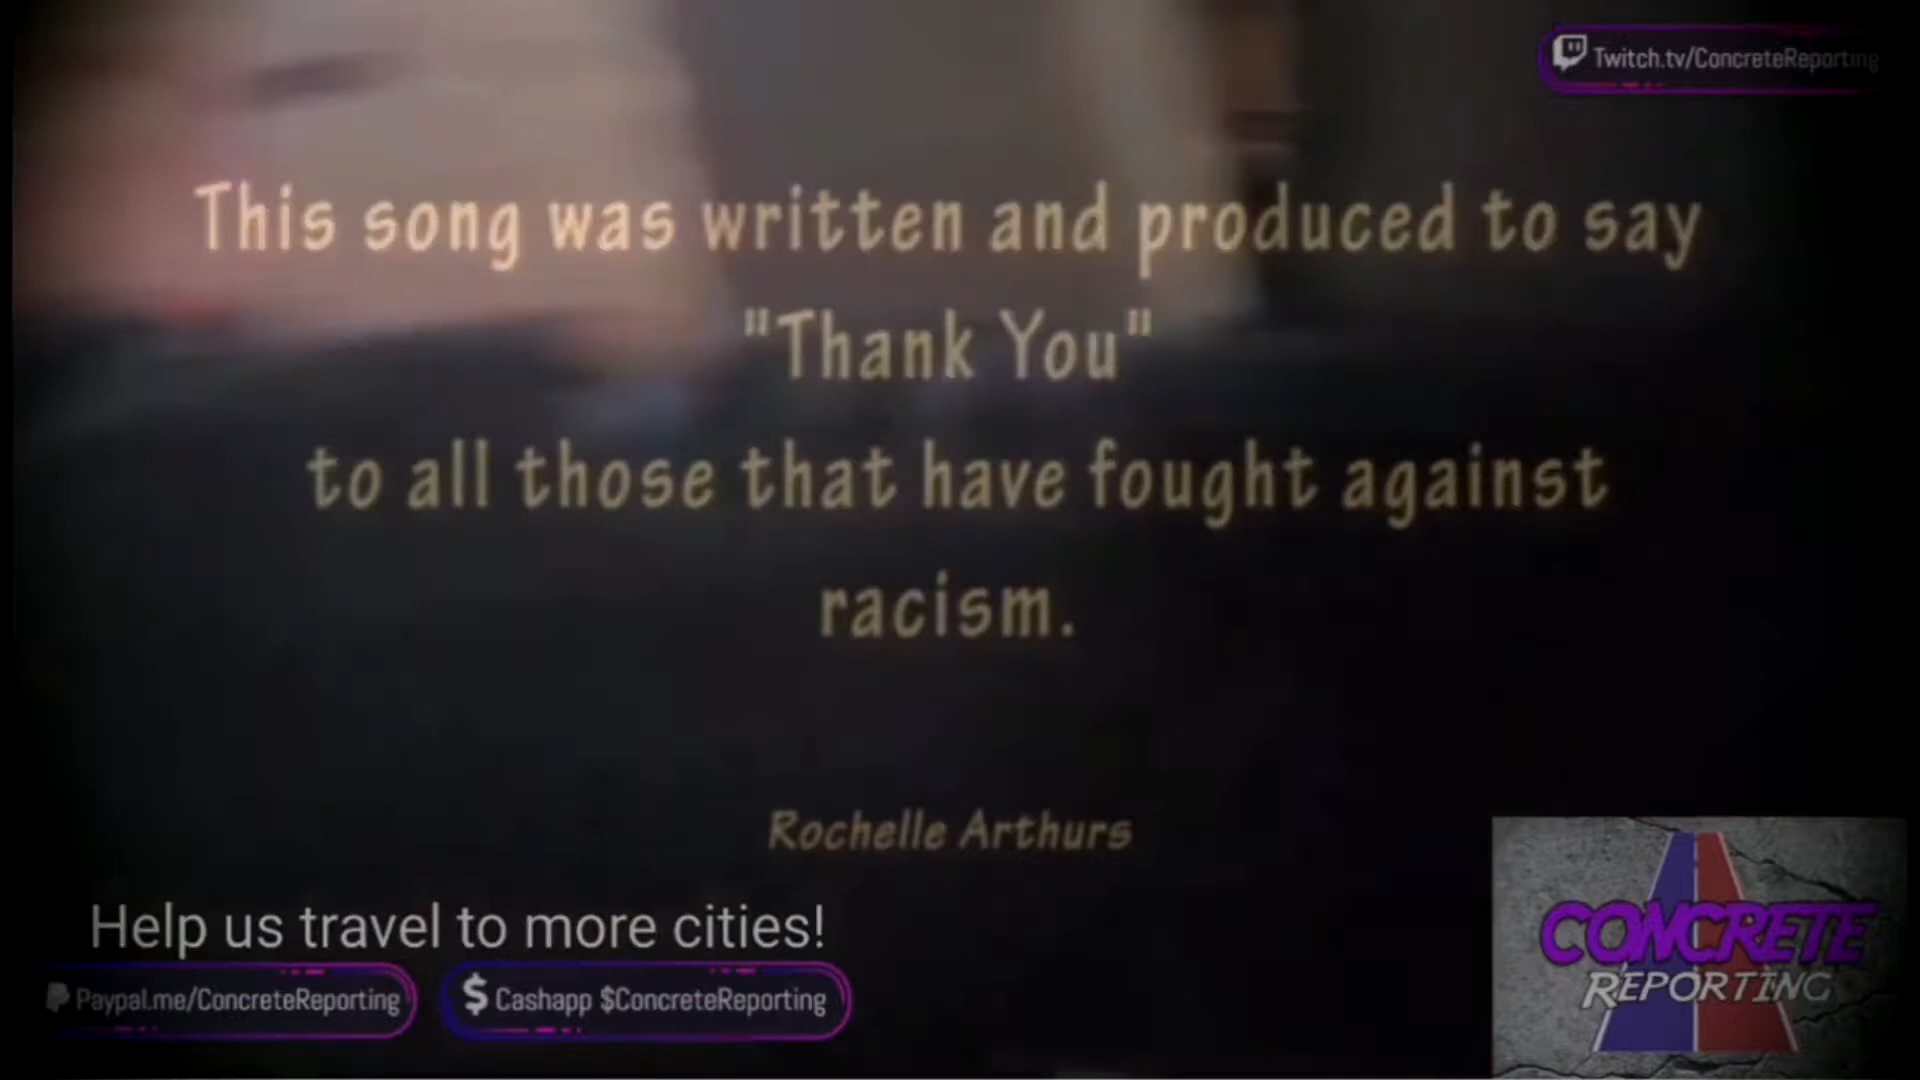 Twitch.tv/ConcreteReporting
This song was written and produced to say
"Thank You"
to all those that have fought against
racism.
Rochelle Arthurs
Help us travel to more cities!
Paypal.me/ConcreteReporting
$ Cashapp $ConcreteReporting
CONCRETE
REPORTING